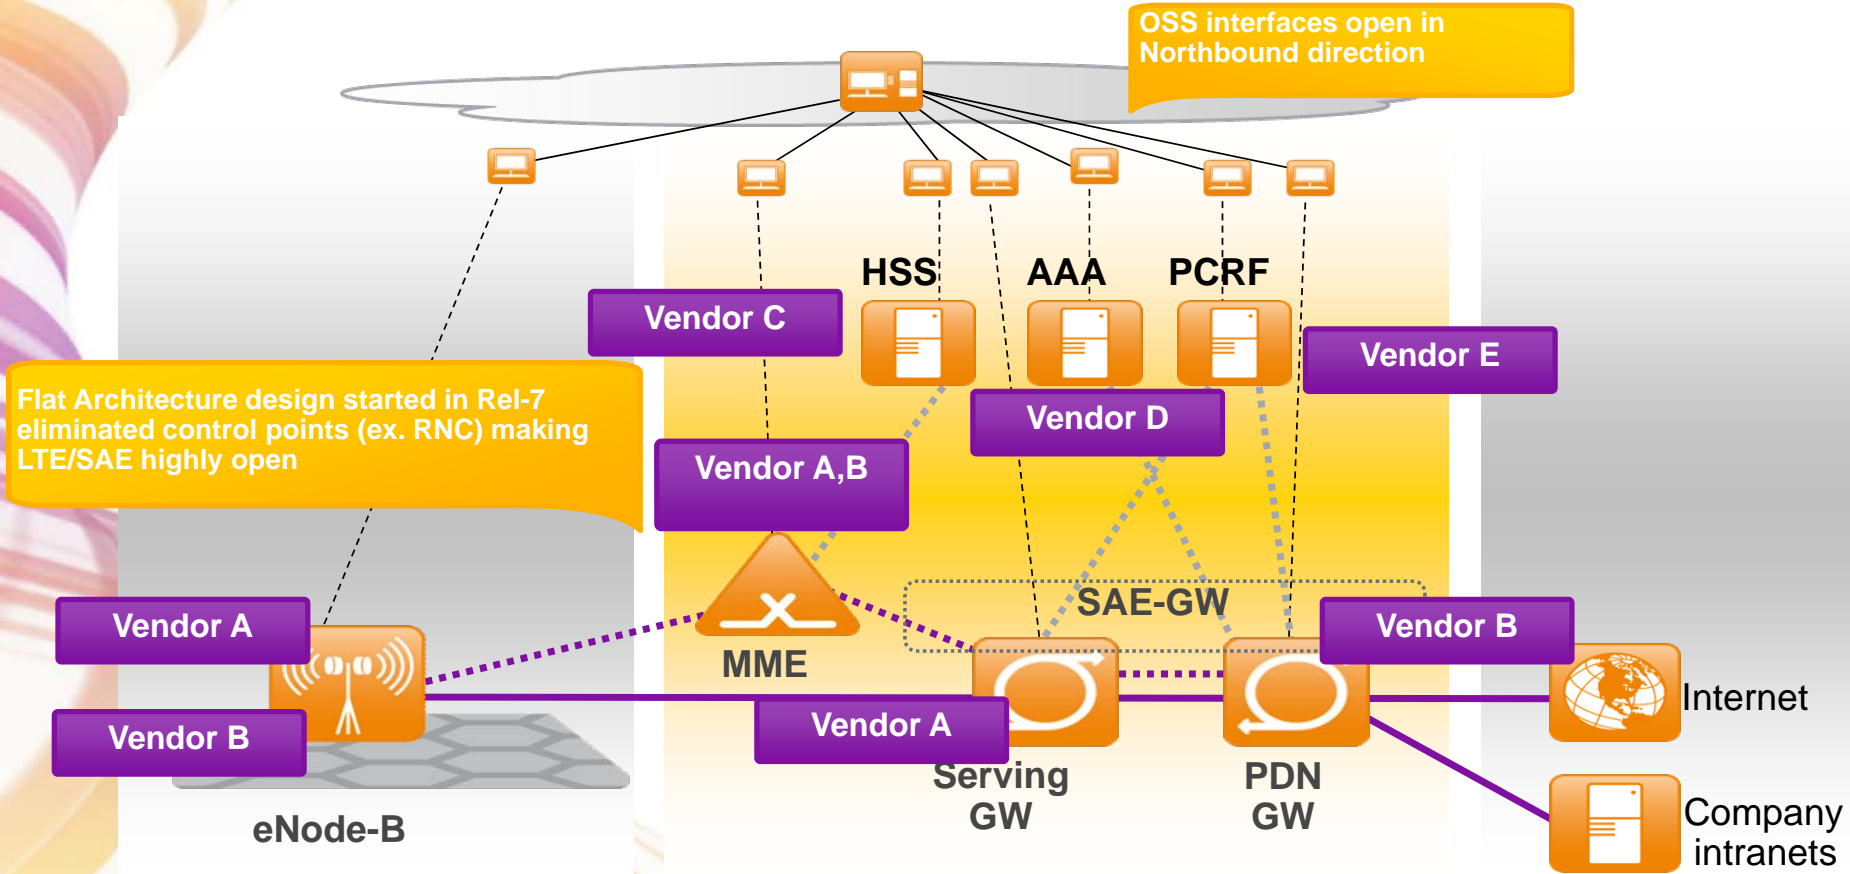 OSS interfaces open in
Northbound direction
HSS
AAA
PCRF
Vendor C
Vendor E
Flat Architecture design started in Rel-7
eliminated control points (ex. RNC) making
LTE/SAE highly open
Vendor D
Vendor A,B
SAE-GW
Vendor A
Vendor B
MME
Vendor B
Vendor A
Internet
Serving
GW
PDN
GW
eNode-B
Company
intranets